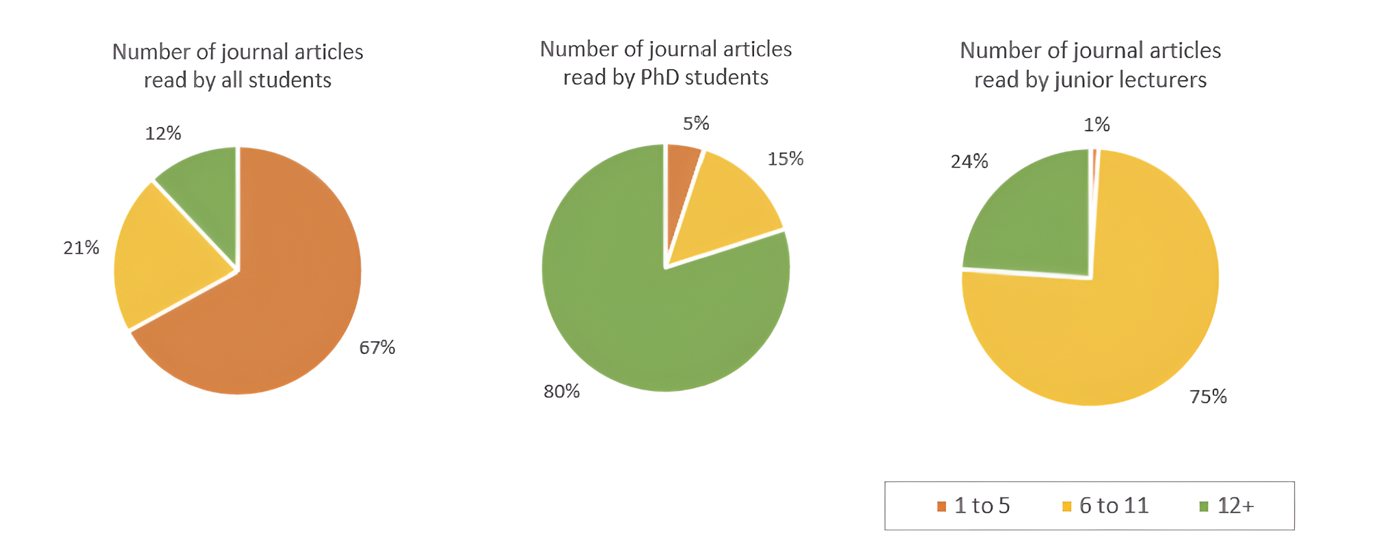 Number of journal articles
read by all students
12%
21%
67%
Number of journal articles
read by PhD students
5%
15%
80%
Number of journal articles
read by junior lecturers
1%
24%
75%
1 to 5 6 to 11 12+